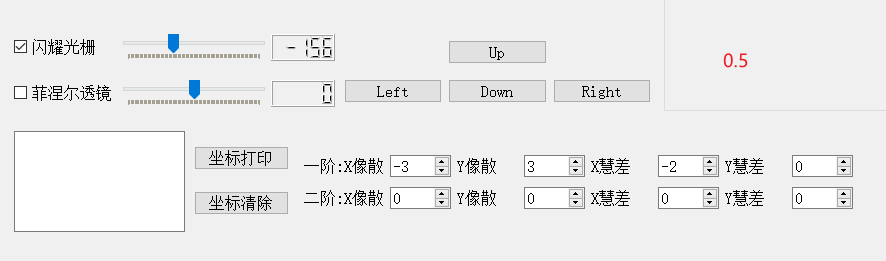 闪耀光栅 -156 Up 0.5
菲涅尔透镜 0 Left Down Right
坐标打印
一阶:X像散 -3 Y像散 3 X慧差 -2 Y慧差 0
二阶:X像散 0 Y像散 0 X慧差 0 Y慧差 0
坐标清除